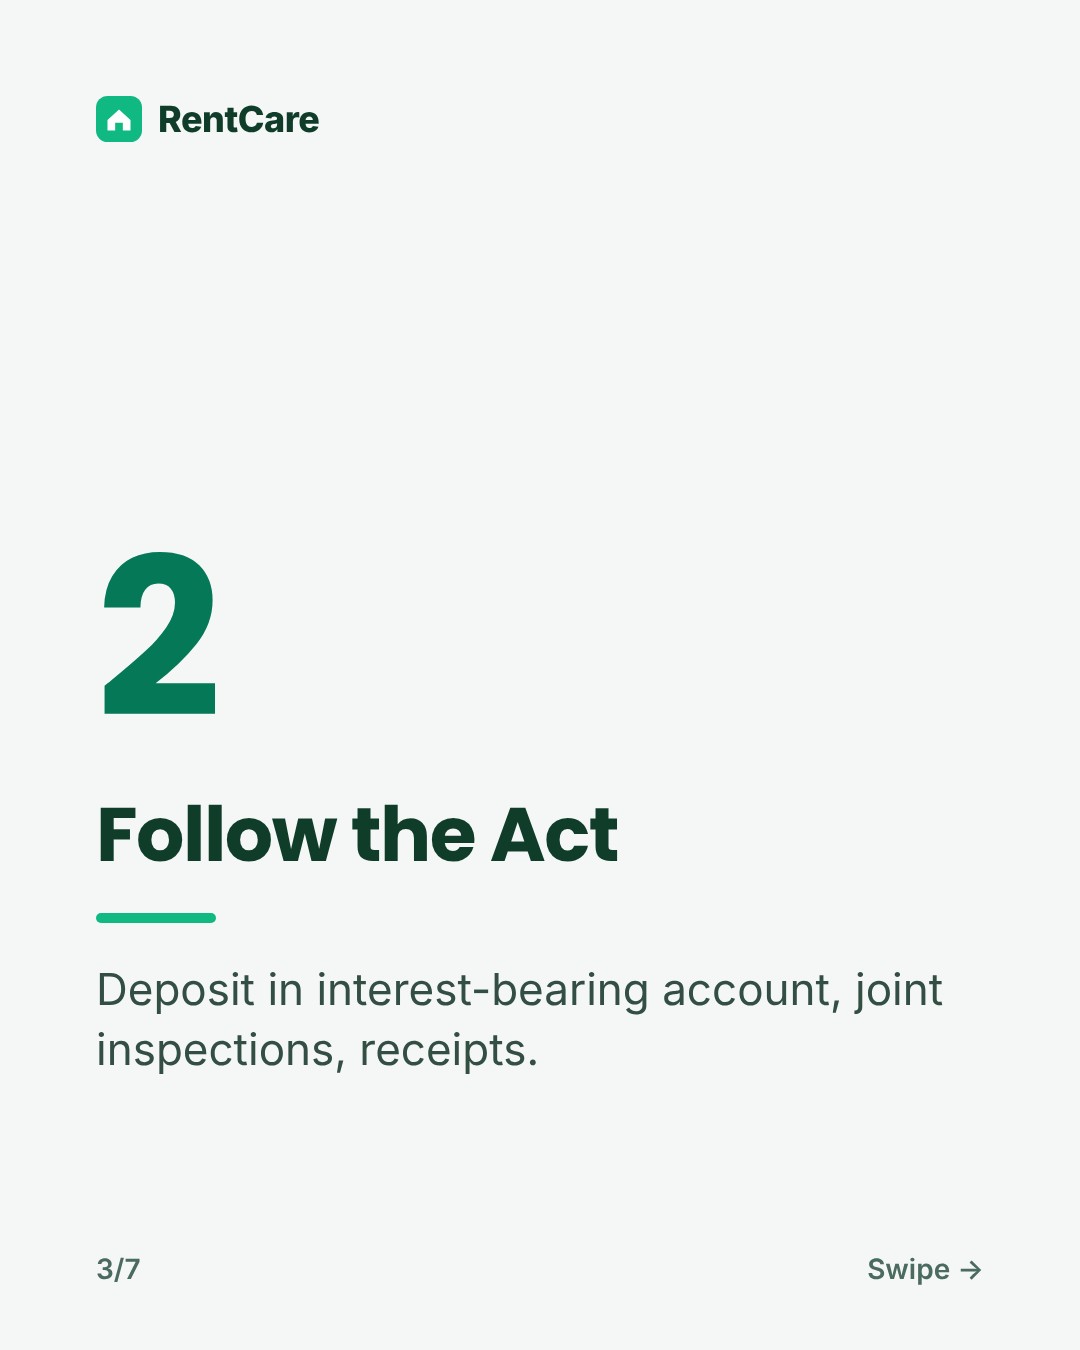 RentCare
2
Follow the Act
Deposit in interest-bearing account, joint
inspections, receipts.
3/7
Swipe →